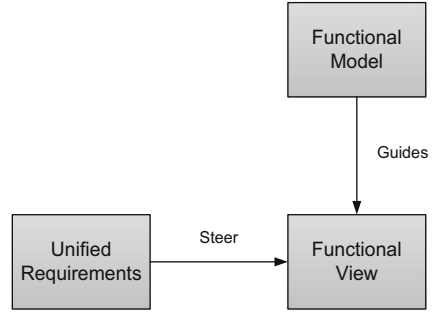 Functional
Model
Guides
Steer
Unified
Requirements
Functional
View